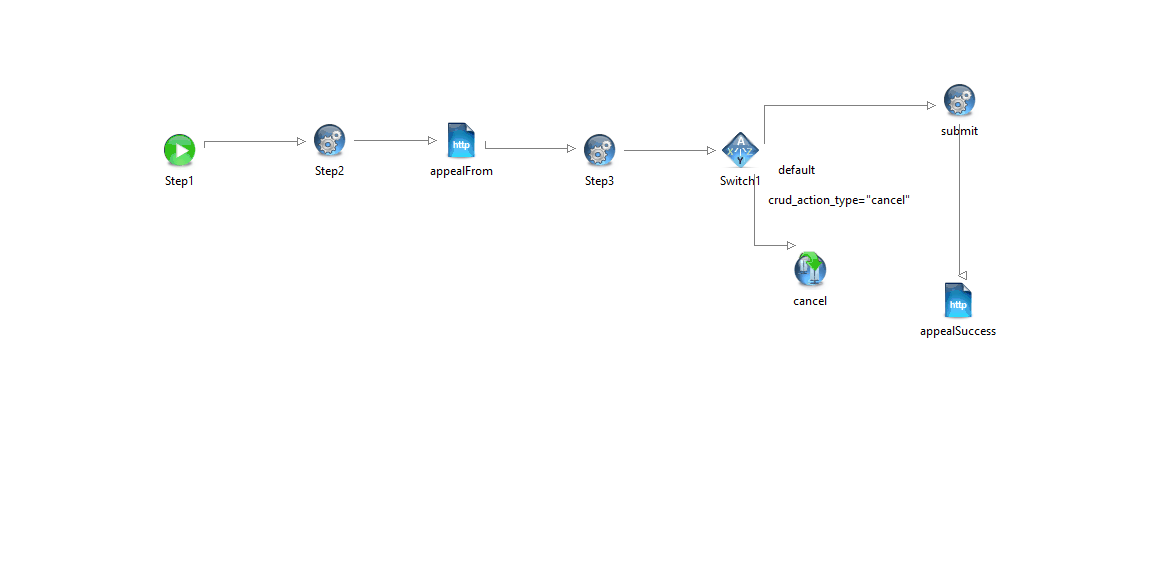 Step1
Step2
http
appealFrom
Step3
A
X Z
Y
Switch1
default
crud_action_type="cancel"
submit
cancel
http
appealSuccess